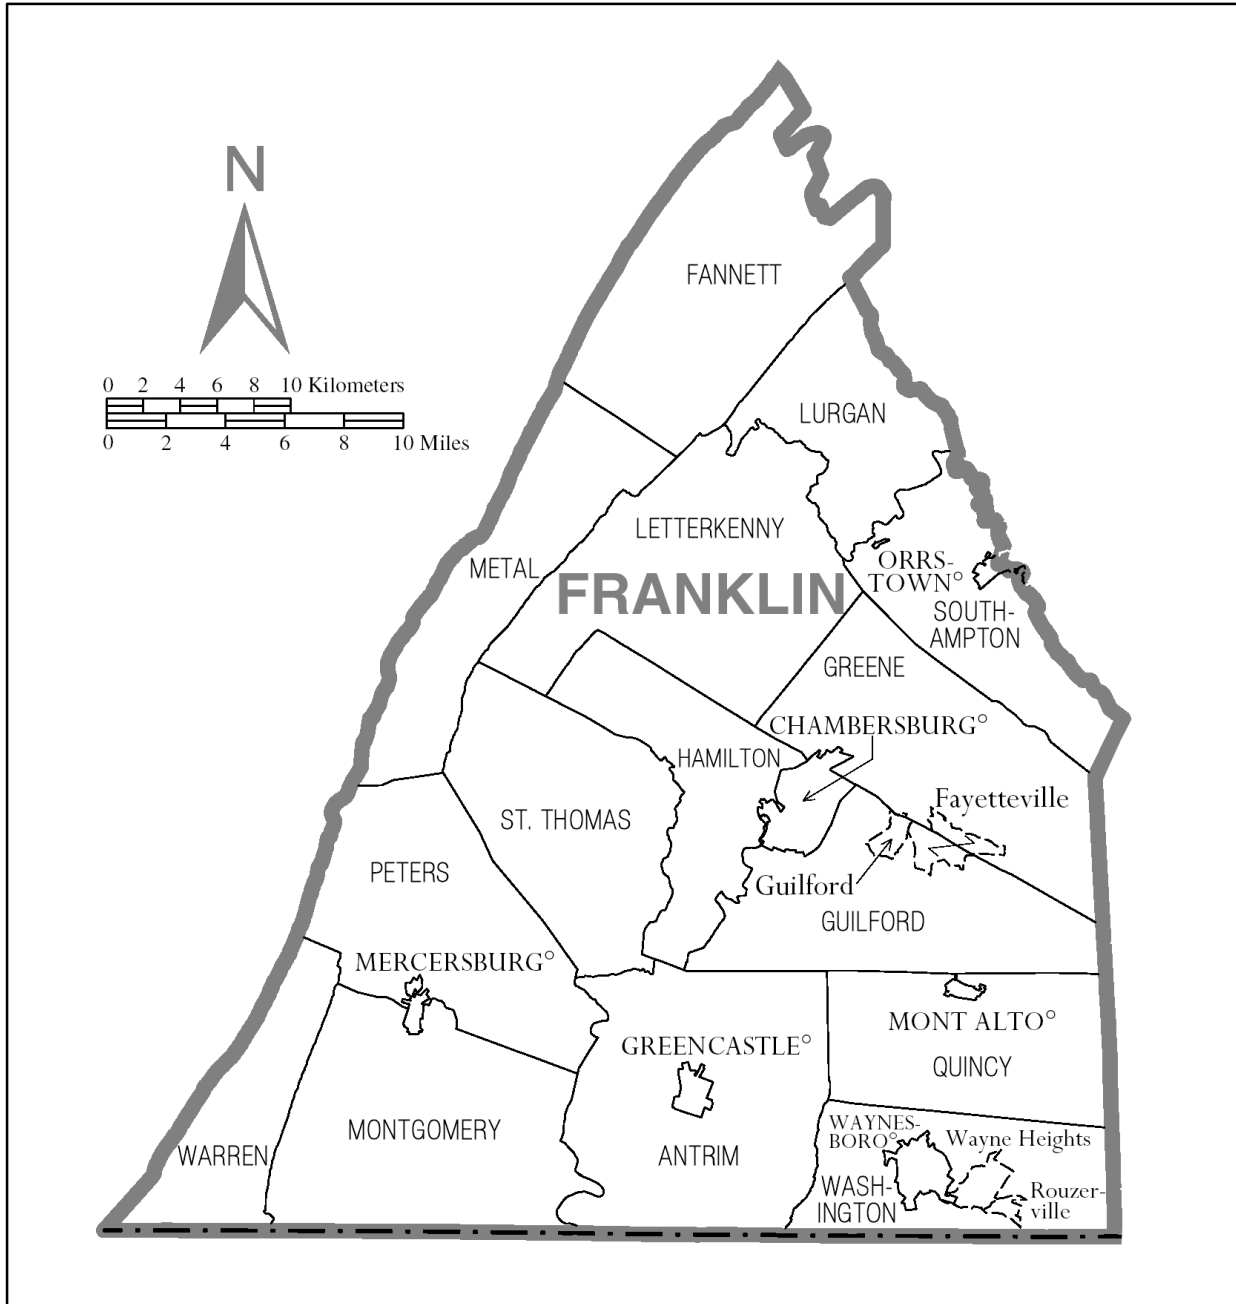 N
FANNETT
0 2 4 6 8 10 Kilometers
0 2 4 6 8 10 Miles
LURGAN
LETTERKENNY
METAL
ORRS-
TOWN°
FRANKLIN
SOUTH-
AMPTON
GREENE
CHAMBERSBURG°
HAMILTON
Fayetteville
ST. THOMAS
PETERS
Guilford
GUILFORD
MERCERSBURG°
MONT ALTO°
GREENCASTLE°
QUINCY
MONTGOMERY
WAYNES-
BORO°
Wayne Heights
WARREN
ANTRIM
WASH-
INGTON
Rouzer-
ville